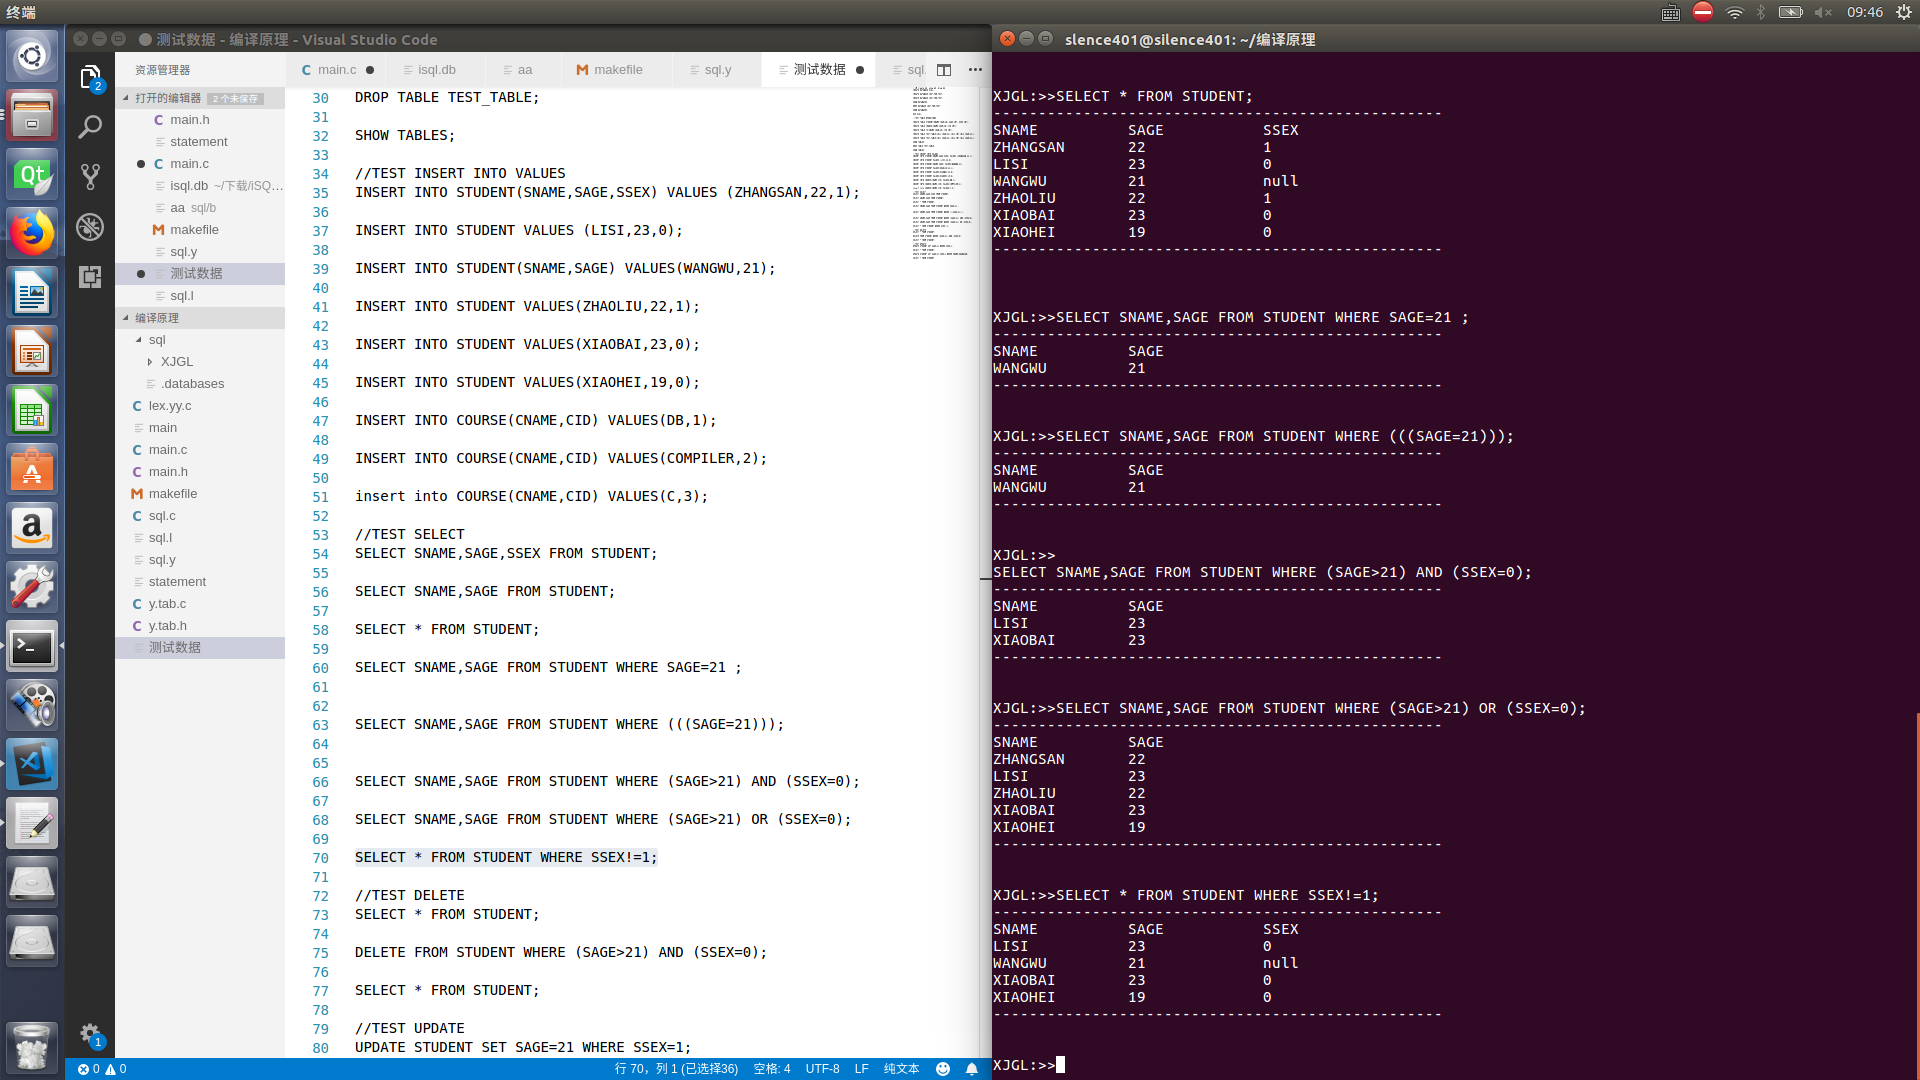 终端
09:46
测试数据 - 编译原理 - Visual Studio Code
资源管理器
打开的编辑器 2 个未保存
main.h
statement
main.c
isql.db ~/下载/iSQ...
aa sql/b
makefile
sql.y
测试数据
sql.l
编译原理
sql
XJGL
.databases
lex.yy.c
main
main.c
main.h
makefile
sql.c
sql.l
sql.y
statement
y.tab.c
y.tab.h
测试数据
2
1
main.c isql.db aa makefile sql.y 测试数据 sql.
30 DROP TABLE TEST_TABLE;
31
32 SHOW TABLES;
33
34 //TEST INSERT INTO VALUES
35 INSERT INTO STUDENT(SNAME,SAGE,SSEX) VALUES (ZHANGSAN,22,1);
36
37 INSERT INTO STUDENT VALUES (LISI,23,0);
38
39 INSERT INTO STUDENT(SNAME,SAGE) VALUES(WANGWU,21);
40
41 INSERT INTO STUDENT VALUES(ZHAOLIU,22,1);
42
43 INSERT INTO STUDENT VALUES(XIAOBAI,23,0);
44
45 INSERT INTO STUDENT VALUES(XIAOHEI,19,0);
46
47 INSERT INTO COURSE(CNAME,CID) VALUES(DB,1);
48
49 INSERT INTO COURSE(CNAME,CID) VALUES(COMPILER,2);
50
51 insert into COURSE(CNAME,CID) VALUES(C,3);
52
53 //TEST SELECT
54 SELECT SNAME,SAGE,SSEX FROM STUDENT;
55
56 SELECT SNAME,SAGE FROM STUDENT;
57
58 SELECT * FROM STUDENT;
59
60 SELECT SNAME,SAGE FROM STUDENT WHERE SAGE=21 ;
61
62
63 SELECT SNAME,SAGE FROM STUDENT WHERE (((SAGE=21)));
64
65
66 SELECT SNAME,SAGE FROM STUDENT WHERE (SAGE>21) AND (SSEX=0);
67
68 SELECT SNAME,SAGE FROM STUDENT WHERE (SAGE>21) OR (SSEX=0);
69
70 SELECT * FROM STUDENT WHERE SSEX!=1;
71
72 //TEST DELETE
73 SELECT * FROM STUDENT;
74
75 DELETE FROM STUDENT WHERE (SAGE>21) AND (SSEX=0);
76
77 SELECT * FROM STUDENT;
78
79 //TEST UPDATE
80 UPDATE STUDENT SET SAGE=21 WHERE SSEX=1;
0 0 行 70，列 1 (已选择36) 空格: 4 UTF-8 LF 纯文本
slence401@silence401: ~/编译原理
XJGL:>>SELECT * FROM STUDENT;
--------------------------------------------------
SNAME SAGE SSEX
ZHANGSAN 22 1
LISI 23 0
WANGWU 21 null
ZHAOLIU 22 1
XIAOBAI 23 0
XIAOHEI 19 0
--------------------------------------------------
XJGL:>>SELECT SNAME,SAGE FROM STUDENT WHERE SAGE=21 ;
--------------------------------------------------
SNAME SAGE
WANGWU 21
--------------------------------------------------
XJGL:>>SELECT SNAME,SAGE FROM STUDENT WHERE (((SAGE=21)));
--------------------------------------------------
SNAME SAGE
WANGWU 21
--------------------------------------------------
XJGL:>>
SELECT SNAME,SAGE FROM STUDENT WHERE (SAGE>21) AND (SSEX=0);
--------------------------------------------------
SNAME SAGE
LISI 23
XIAOBAI 23
--------------------------------------------------
XJGL:>>SELECT SNAME,SAGE FROM STUDENT WHERE (SAGE>21) OR (SSEX=0);
--------------------------------------------------
SNAME SAGE
ZHANGSAN 22
LISI 23
ZHAOLIU 22
XIAOBAI 23
XIAOHEI 19
--------------------------------------------------
XJGL:>>SELECT * FROM STUDENT WHERE SSEX!=1;
--------------------------------------------------
SNAME SAGE SSEX
LISI 23 0
WANGWU 21 null
XIAOBAI 23 0
XIAOHEI 19 0
--------------------------------------------------
XJGL:>>